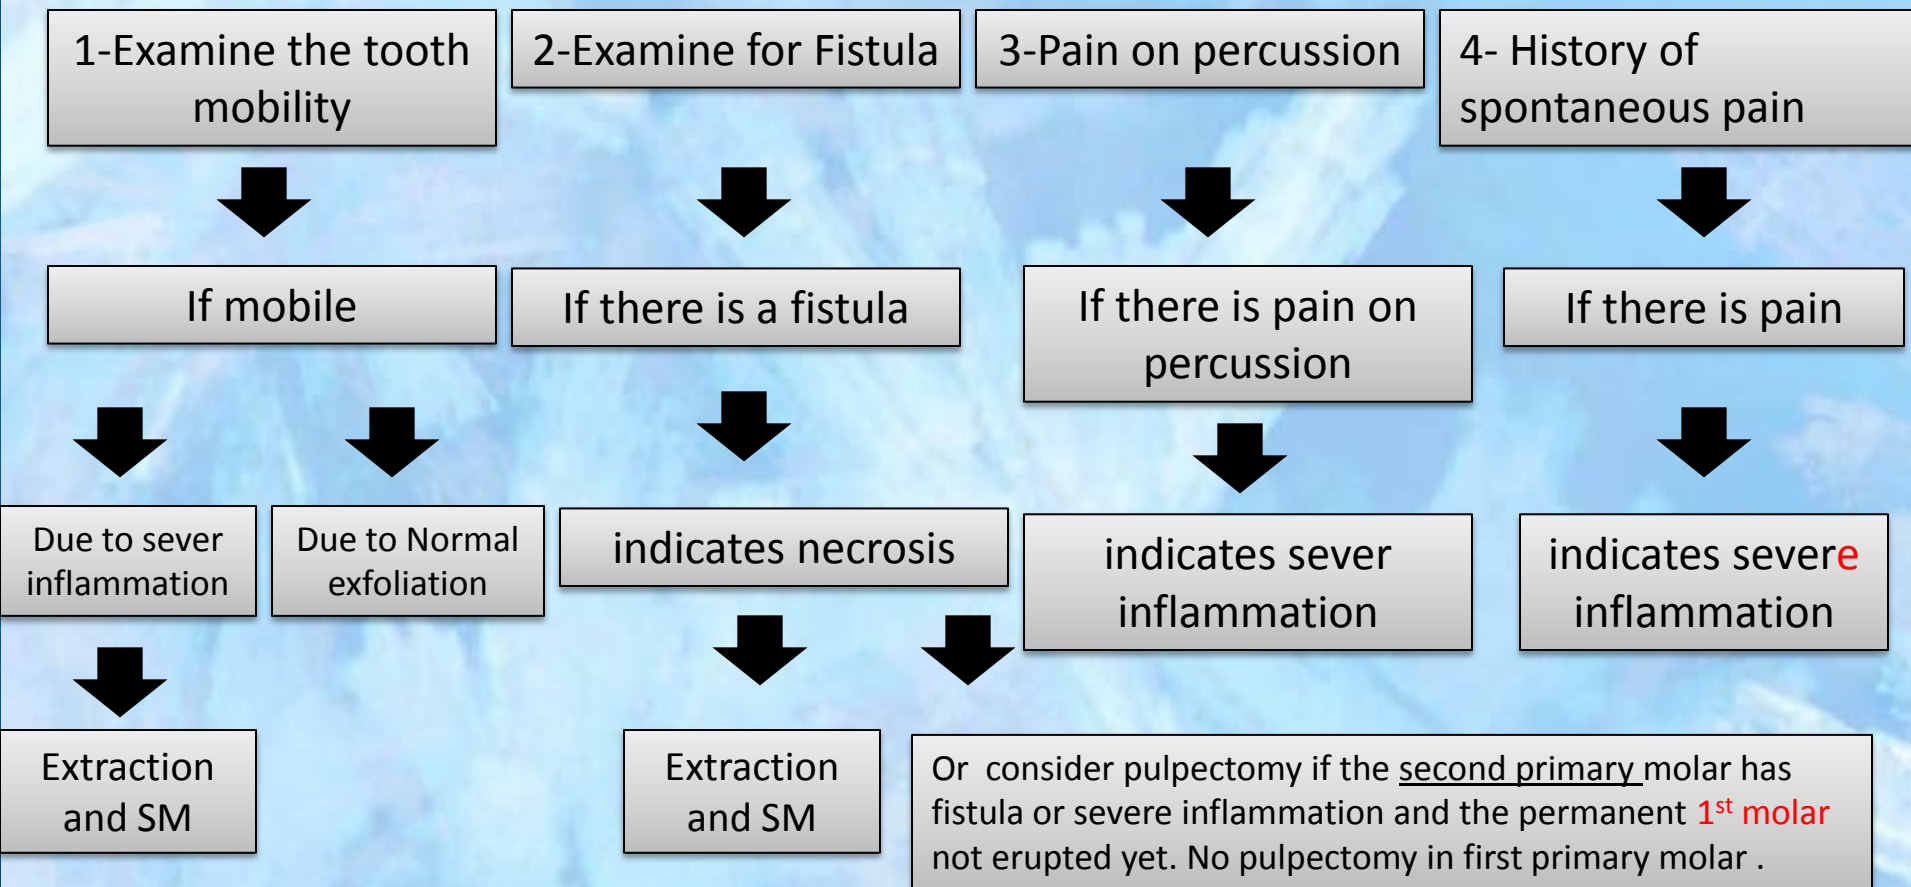 1-Examine the tooth
mobility
2-Examine for Fistula
3-Pain on percussion
4- History of
spontaneous pain
If mobile
If there is a fistula
If there is pain on
percussion
If there is pain
Due to sever
inflammation
Due to Normal
exfoliation
indicates necrosis
indicates sever
inflammation
indicates severe
inflammation
Extraction
and SM
Extraction
and SM
Or consider pulpectomy if the second primary molar has
fistula or severe inflammation and the permanent 1st molar
not erupted yet. No pulpectomy in first primary molar .